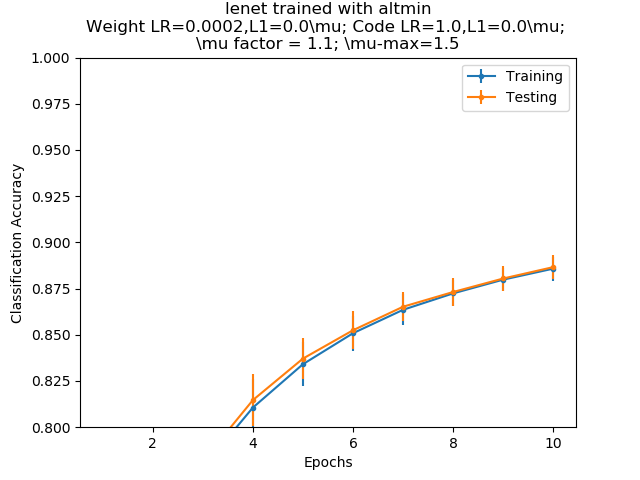 lenet trained with altmin
Weight LR=0.0002,L1=0.0\mu; Code LR=1.0,L1=0.0\mu;
\mu factor = 1.1; \mu-max=1.5
Training
Testing
Classification Accuracy
1.000
0.975
0.950
0.925
0.900
0.875
0.850
0.825
0.800
2 4 6 8 10
Epochs